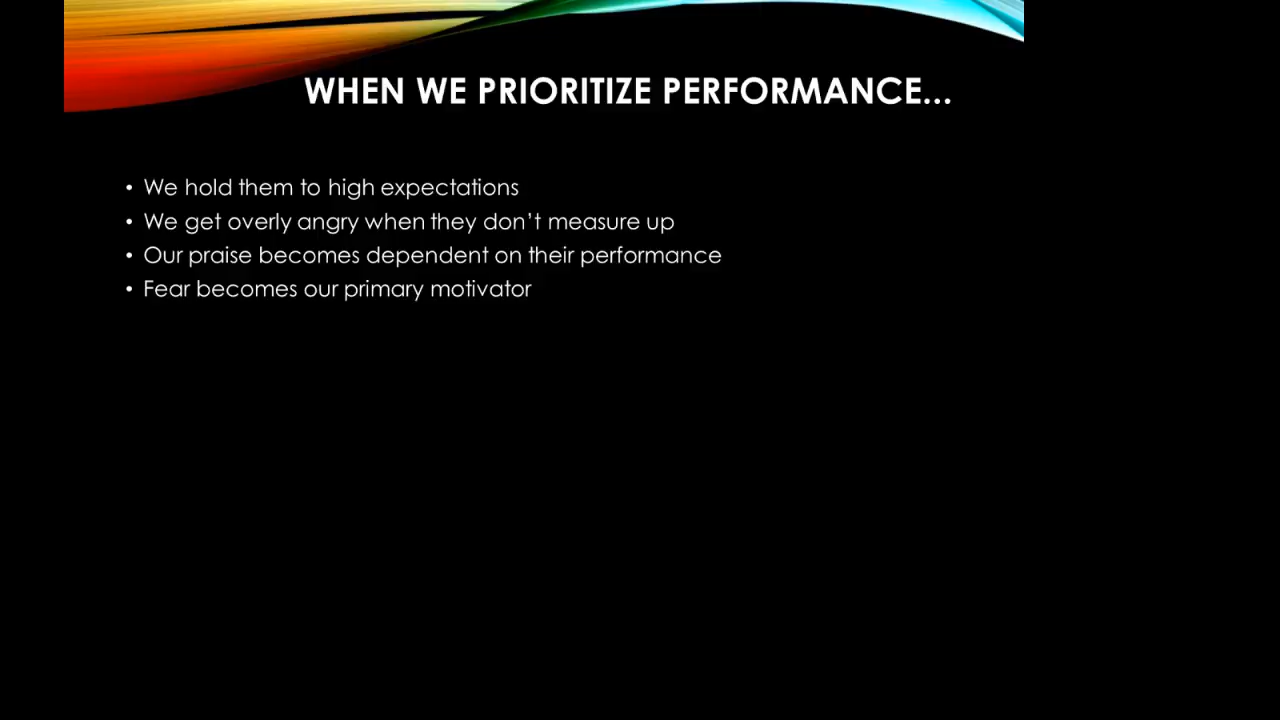 WHEN WE PRIORITIZE PERFORMANCE...
• We hold them to high expectations
• We get overly angry when they don’t measure up
• Our praise becomes dependent on their performance
• Fear becomes our primary motivator